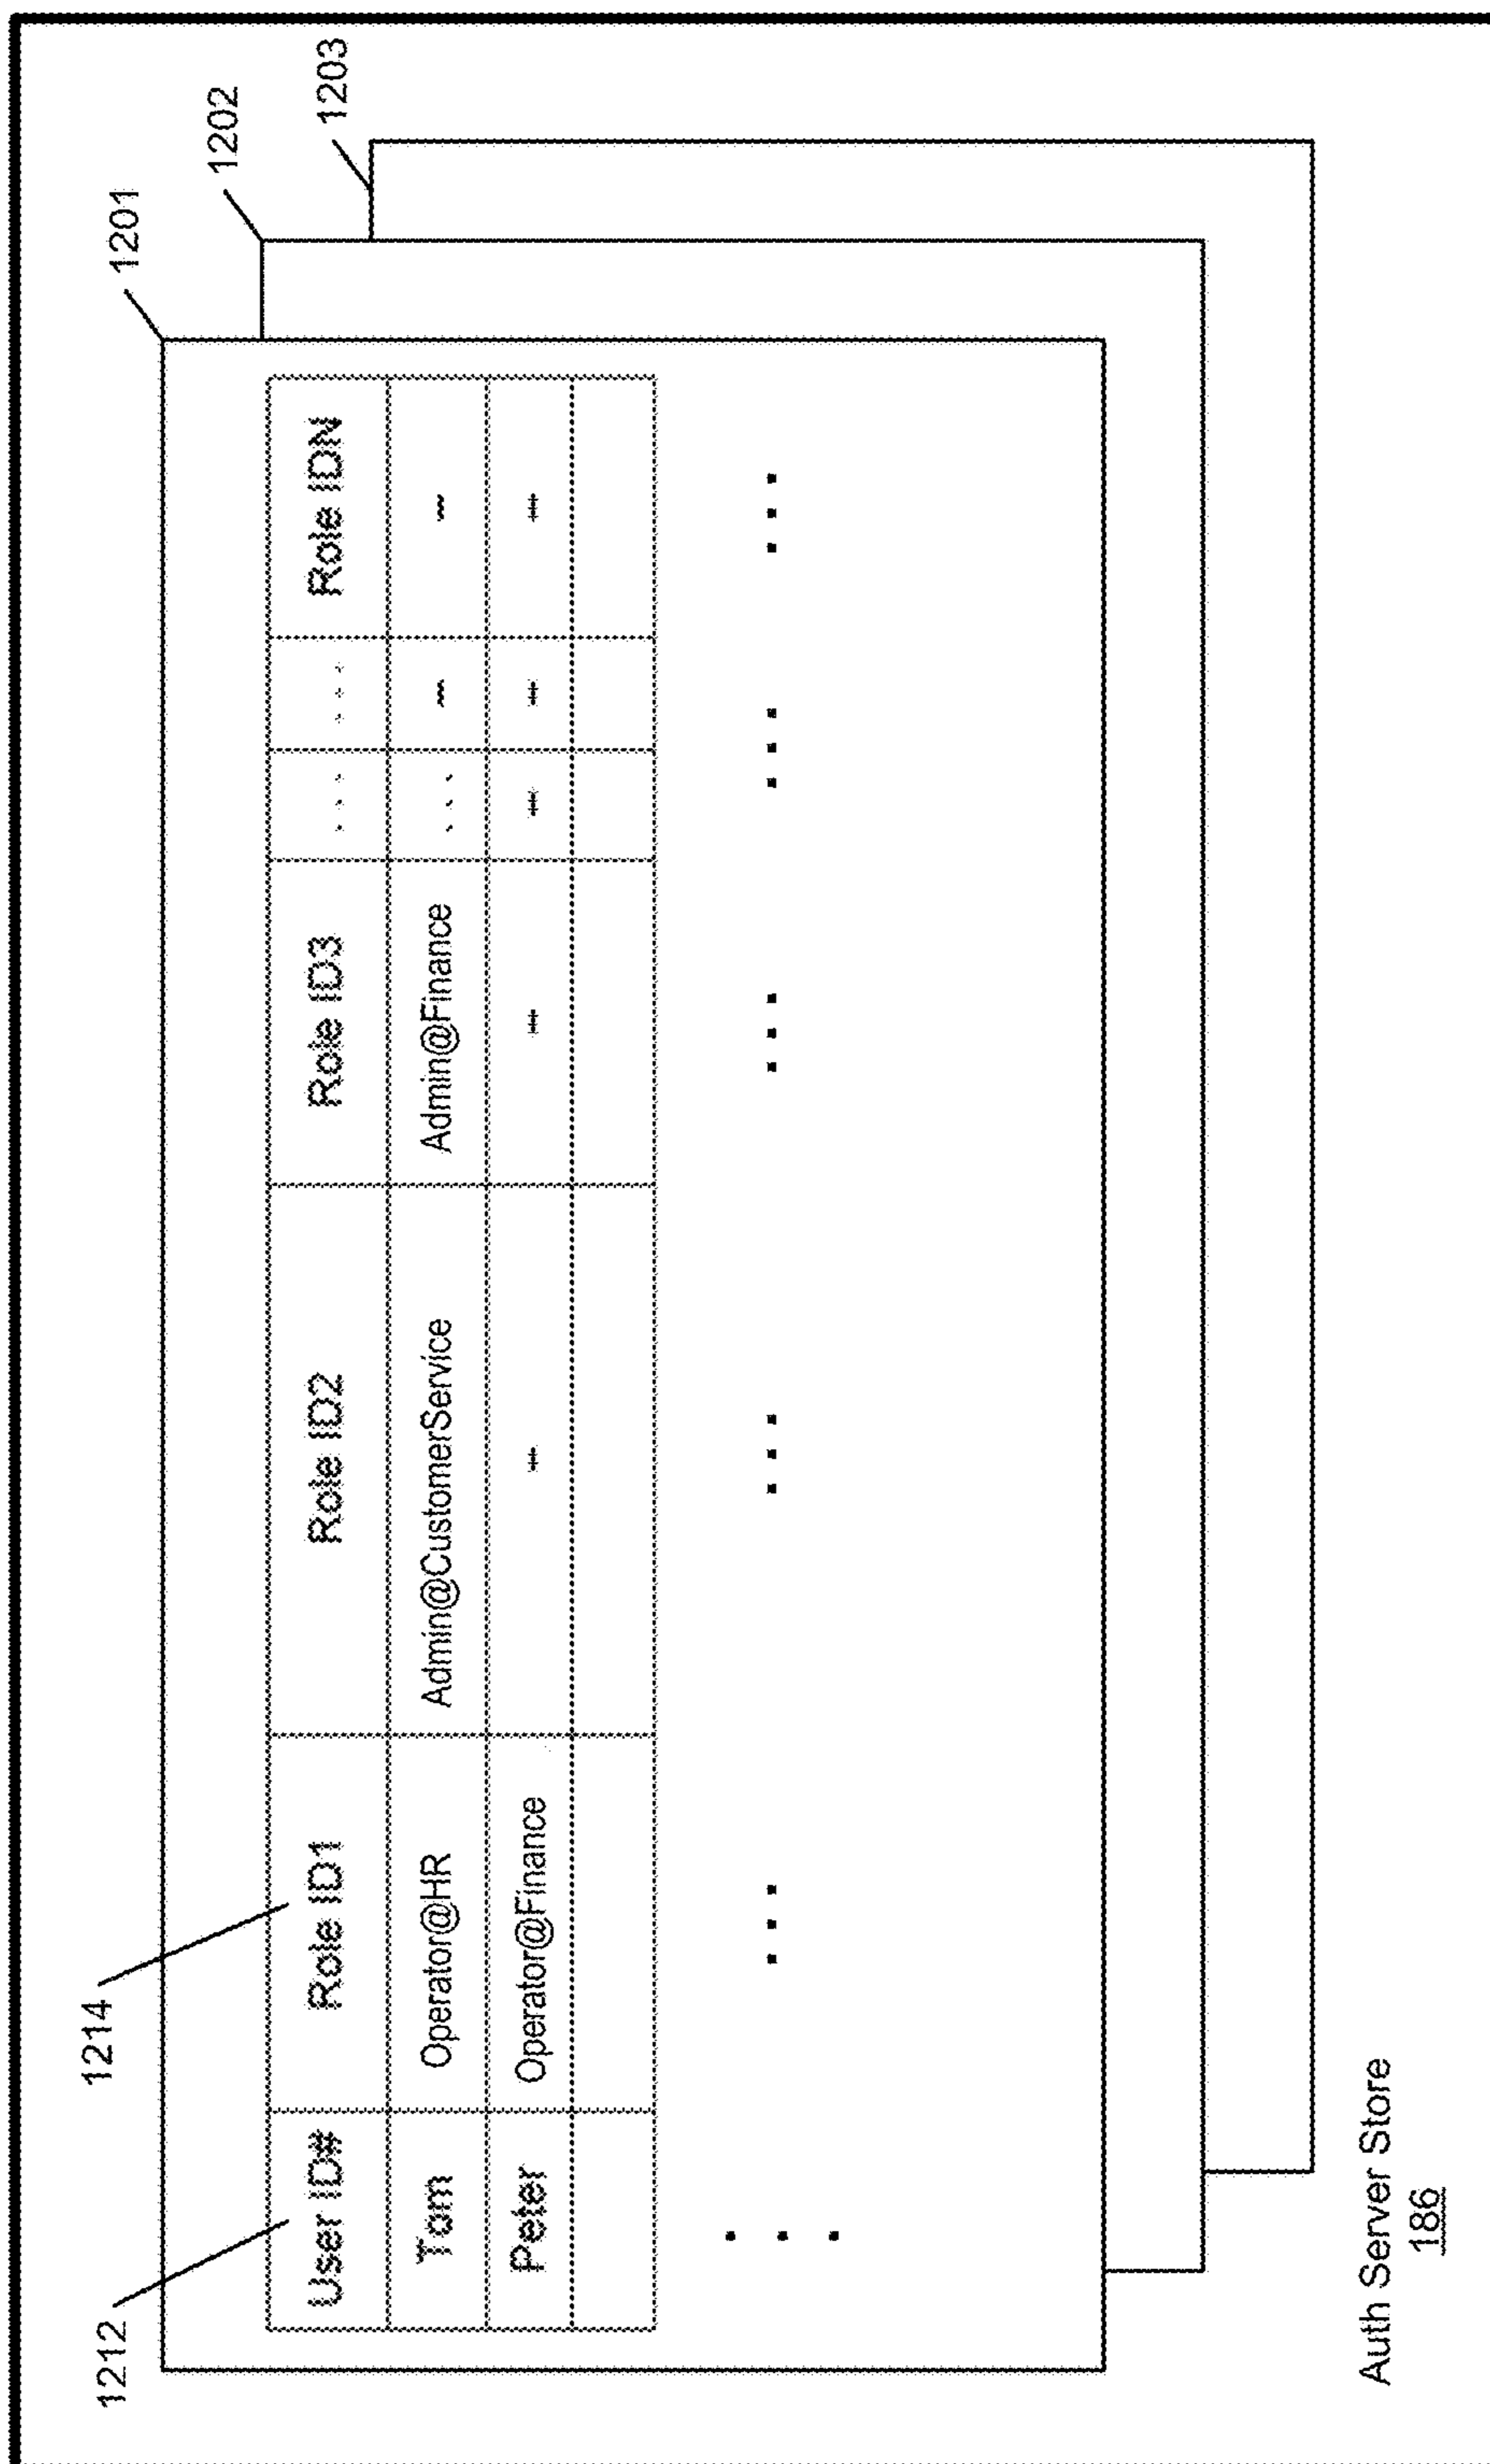 1201
1202
1203
1212
1214
User ID# Role ID1 Role ID2 Role ID3 ... ... Role IDN
Tom Operator@HR Admin@CustomerService Admin@Finance ...
Peter Operator@Finance
... ... ... ... ... ...
Auth Server Store
186